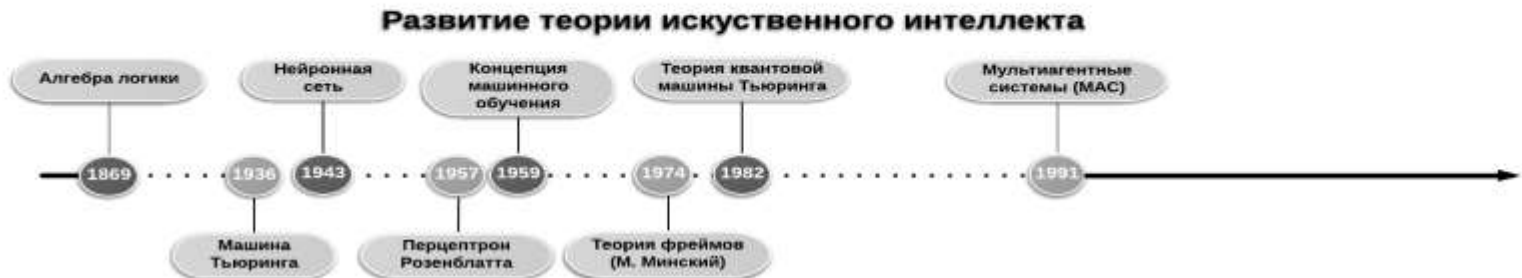 Развитие теории искуственного интеллекта
Алгебра логики
Нейронная
сеть
Концепция
машинного
обучения
Теория квантовой
машины Тьюринга
Мультиагентные
системы (МАС)
1869
1936
1943
1957
1959
1974
1982
1991
Машина
Тьюринга
Перцептрон
Розенблатта
Теория фреймов
(М. Минский)